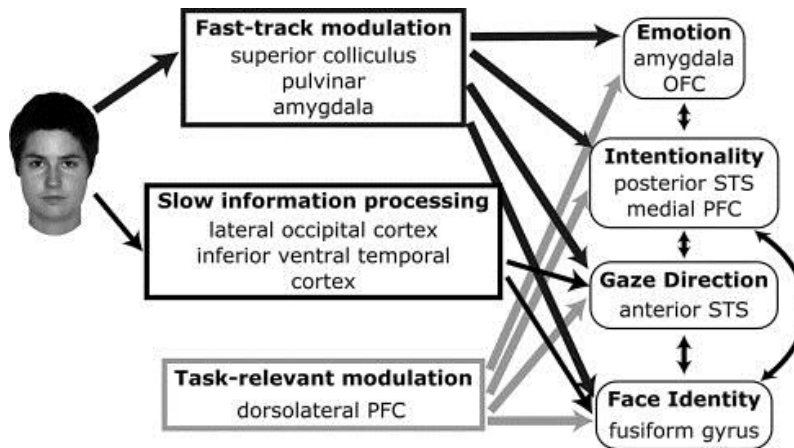 Fast-track modulation
superior colliculus
pulvinar
amygdala
Slow information processing
lateral occipital cortex
inferior ventral temporal
cortex
Task-relevant modulation
dorsolateral PFC
Emotion
amygdala
OFC
Intentionality
posterior STS
medial PFC
Gaze Direction
anterior STS
Face Identity
fusiform gyrus